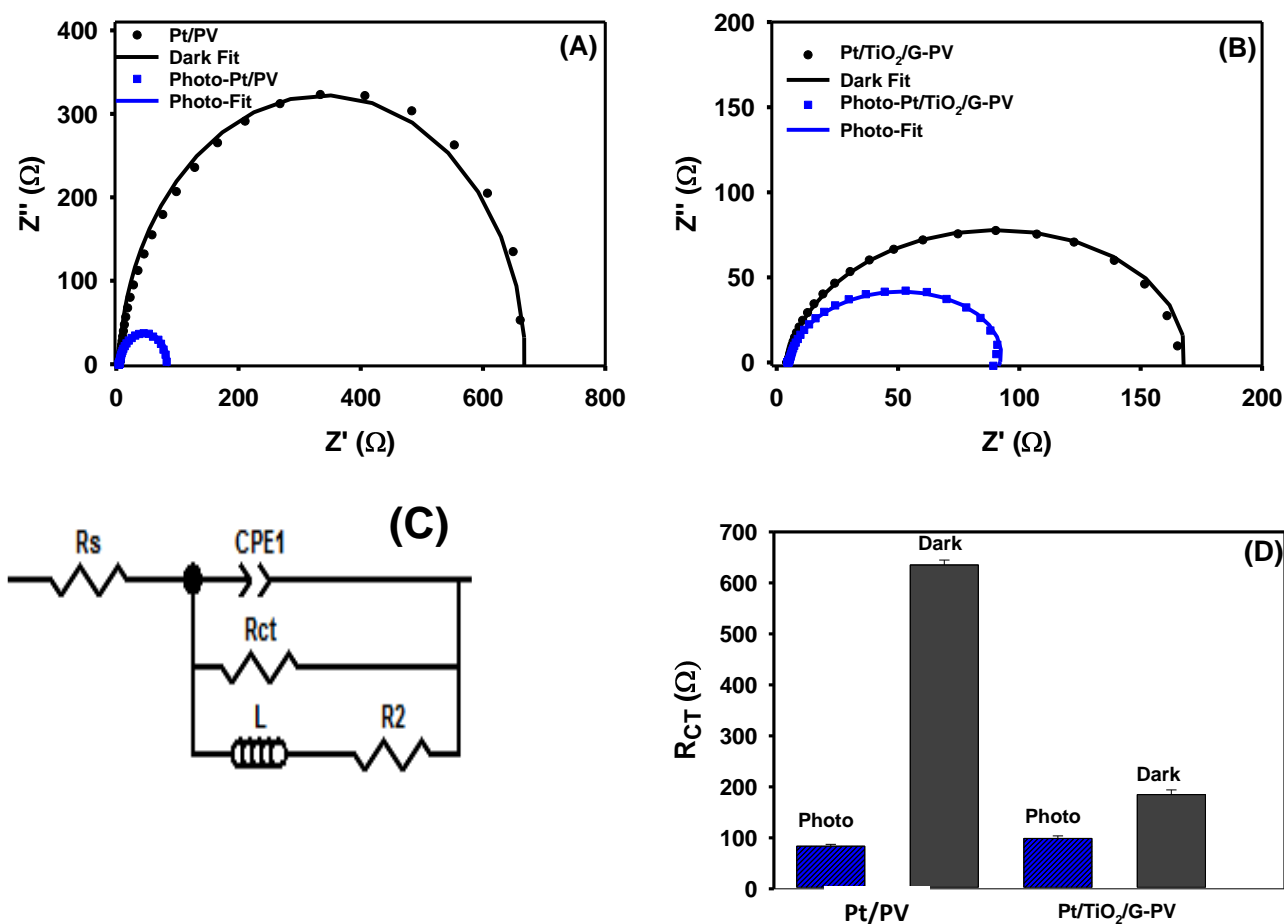 (A)
400
300
200
100
0
Z'' (Ω)
Pt/PV
Dark Fit
Photo-Pt/PV
Photo-Fit
0 200 400 600 800
Z' (Ω)
(B)
200
150
100
50
0
Z'' (Ω)
Pt/TiO₂/G-PV
Dark Fit
Photo-Pt/TiO₂/G-PV
Photo-Fit
0 50 100 150 200
Z' (Ω)
(C)
Rs
CPE1
Rct
L
R2
(D)
700
600
500
400
300
200
100
0
R_CT (Ω)
Photo
Dark
Photo
Dark
Pt/PV
Pt/TiO₂/G-PV